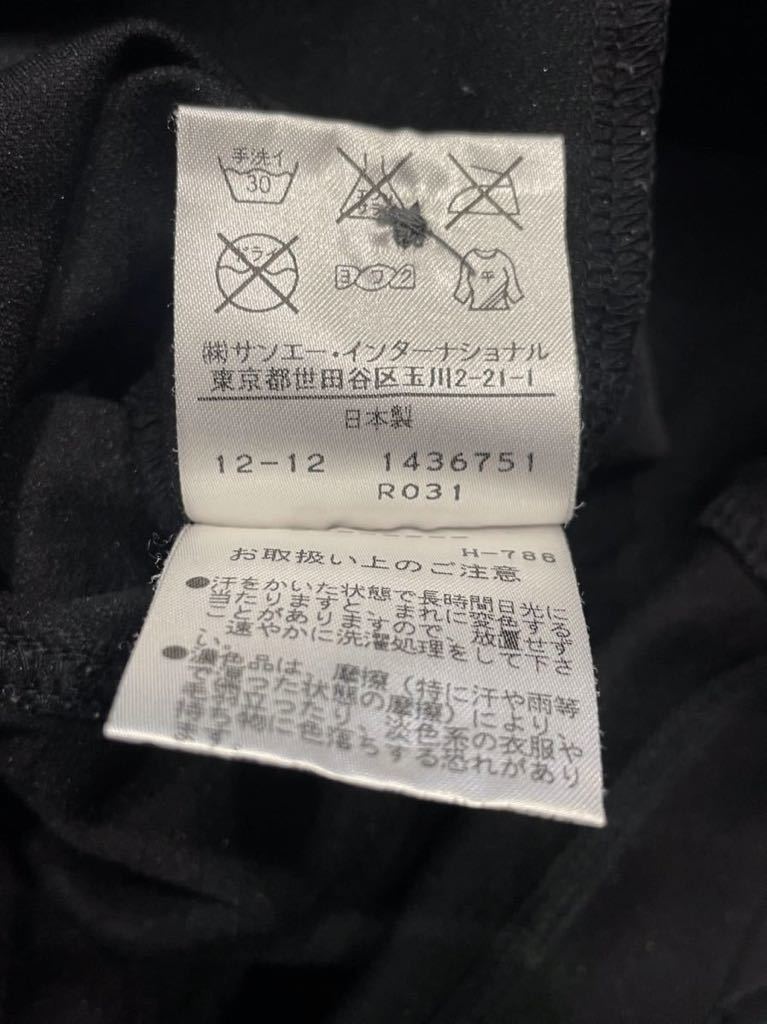 手洗イ
30
ドライ
ヨワク
平
(株)サンエー・インターナショナル
東京都世田谷区玉川2-21-1
日本製
12-12 1436751
R031
H-786
お取扱い上のご注意
●汗をかいた状態で長時間日光に
当たりますと、まれに変色する
ことがありますので、放置せず
速やかに洗濯処理をして下さ
い。
●濃色品は、摩擦(特に汗や雨等
で湿った状態の摩擦)により、
毛羽立ったり、淡色系の衣服や
持ち物に色落ちする恐れがあり
ます。